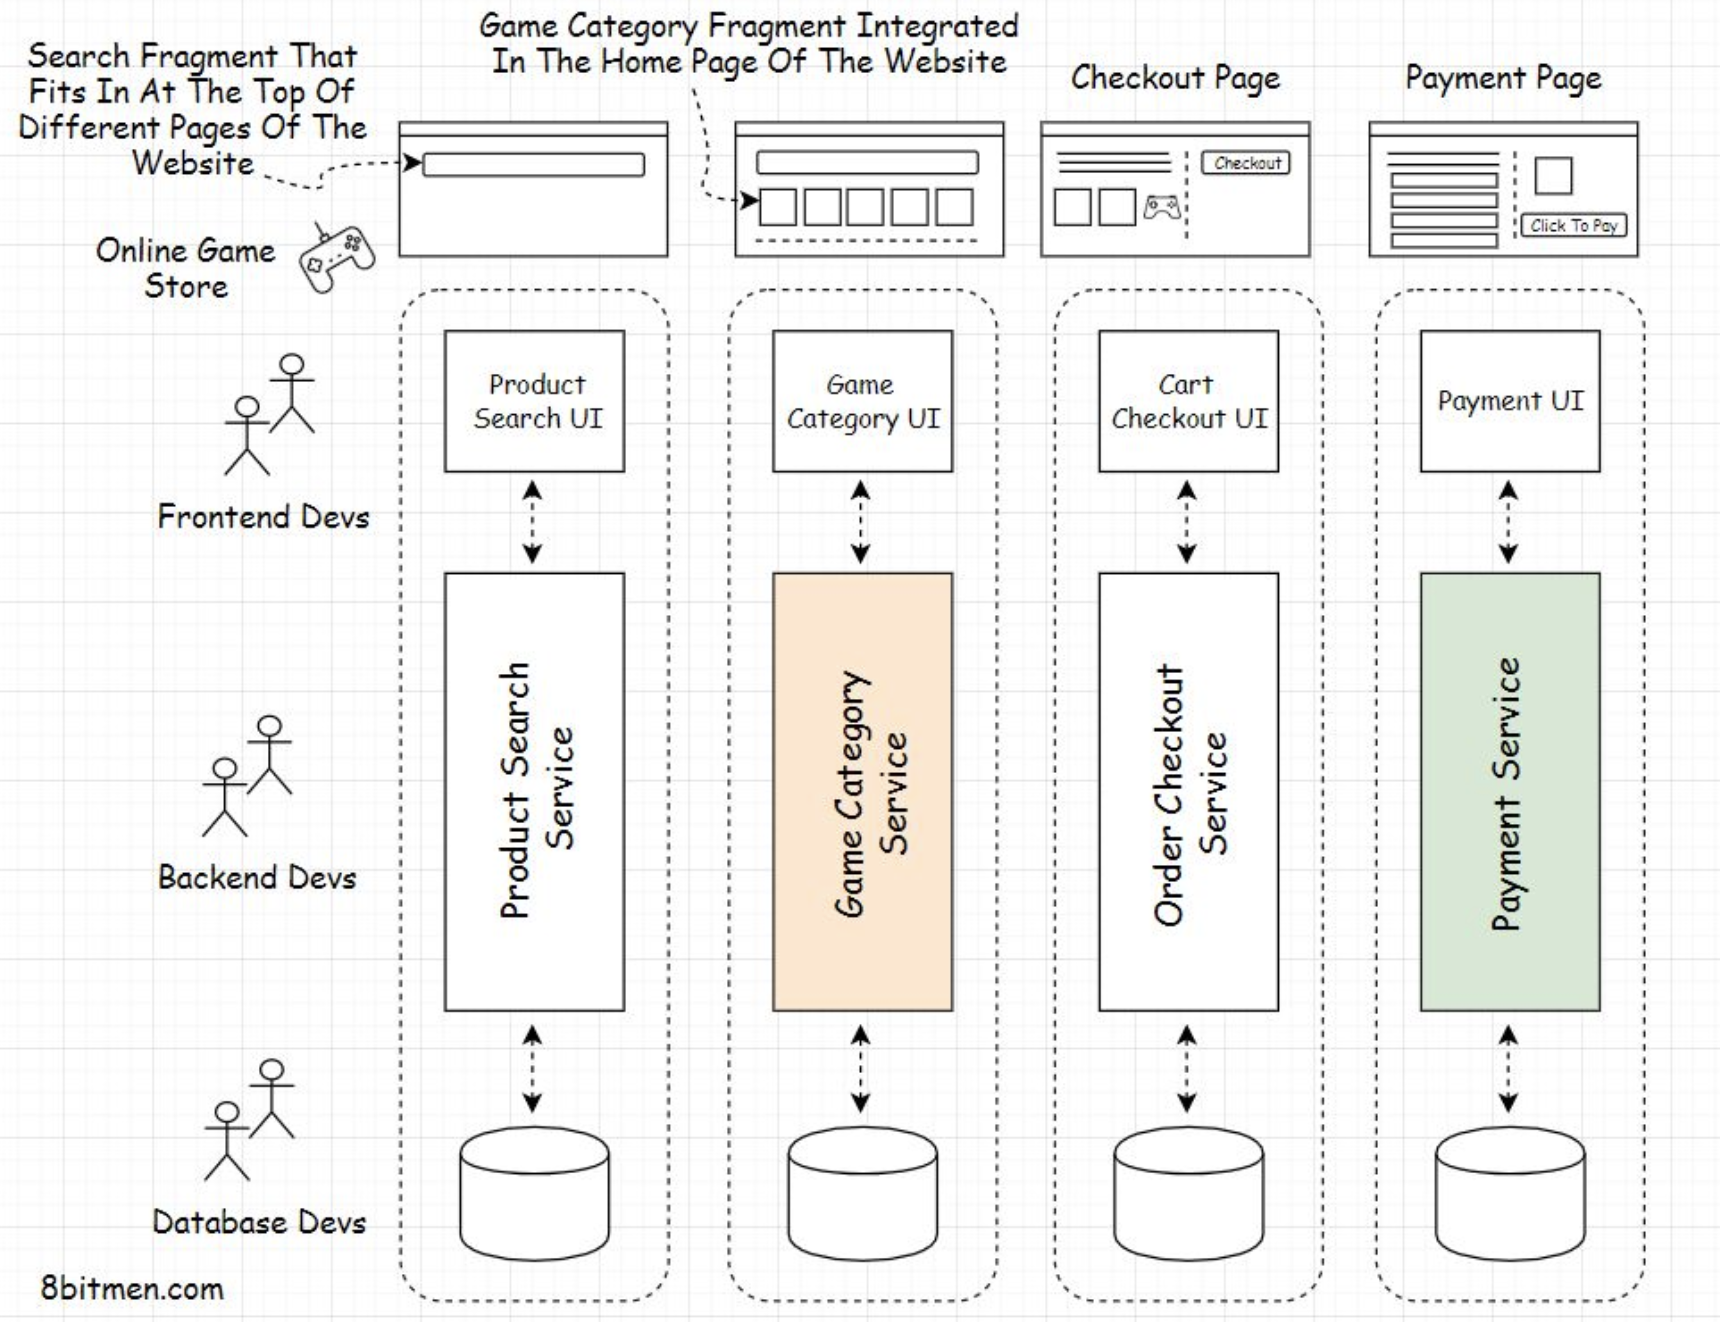 Search Fragment That
Fits In At The Top Of
Different Pages Of The
Website
Game Category Fragment Integrated
In The Home Page Of The Website
Checkout Page
Payment Page
Checkout
Click To Pay
Online Game
Store
Product
Search UI
Game
Category UI
Cart
Checkout UI
Payment UI
Frontend Devs
Product Search
Service
Game Category
Service
Order Checkout
Service
Payment Service
Backend Devs
Database Devs
8bitmen.com